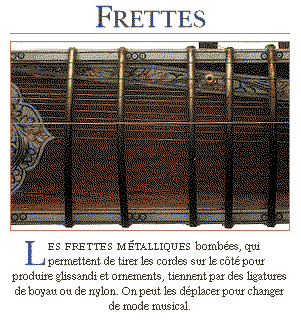 FRETTES
LES FRETTES MÉTALLIQUES bombées, qui
permettent de tirer les cordes sur le côté pour
produire glissandi et ornements, tiennent par des ligatures
de boyau ou de nylon. On peut les déplacer pour changer
de mode musical.